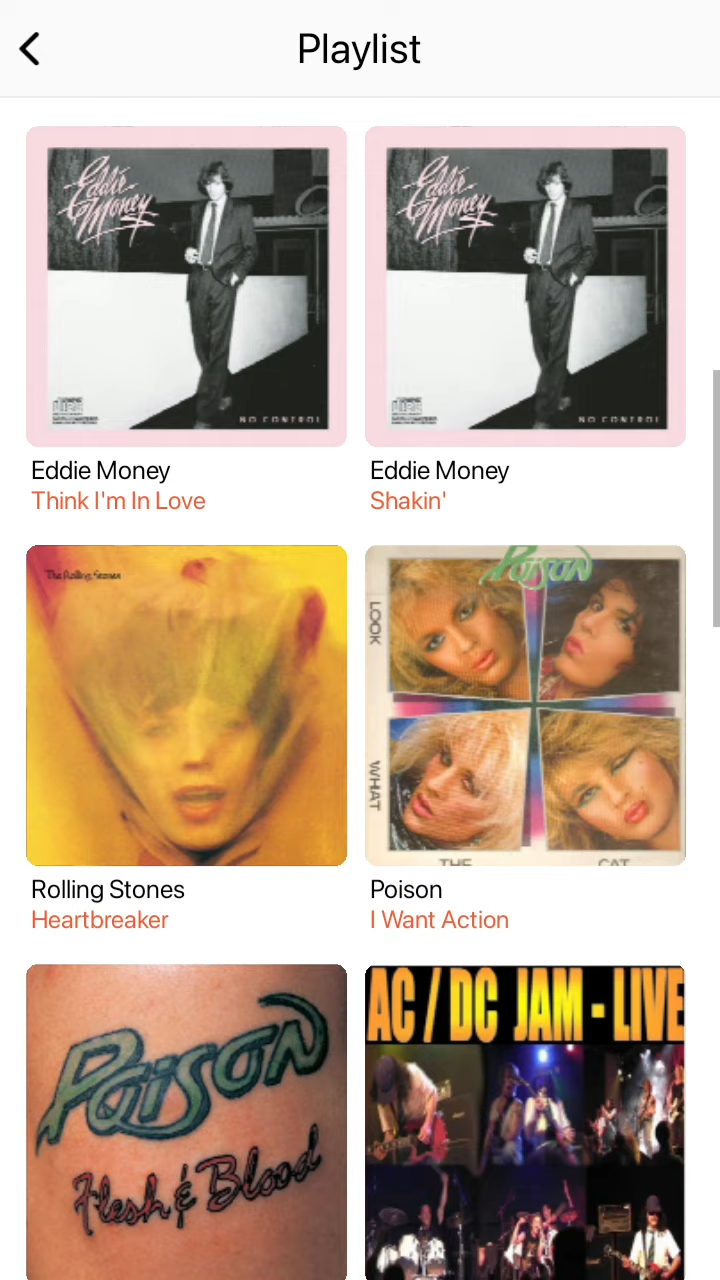 Playlist
Eddie
Money
NO CONTROL
Eddie
Money
NO CONTROL
Eddie Money
Think I'm In Love
Eddie Money
Shakin'
The Rolling Stones
POISON
LOOK
WHAT
THE
CAT
Rolling Stones
Heartbreaker
Poison
I Want Action
Poison
Flesh & Blood
AC/DC JAM - LIVE